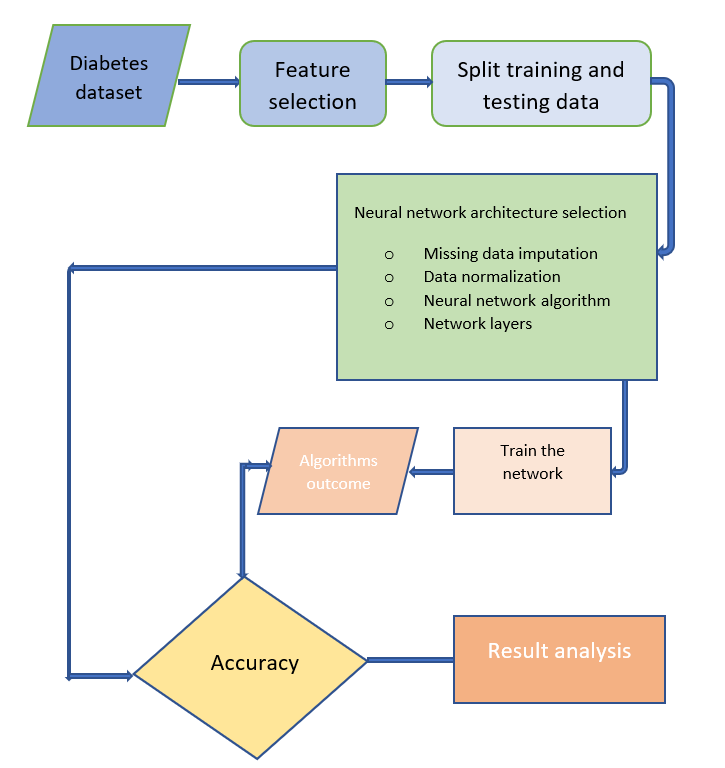 Diabetes
dataset
Feature
selection
Split training and
testing data
Neural network architecture selection
o Missing data imputation
o Data normalization
o Neural network algorithm
o Network layers
Algorithms
outcome
Train the
network
Accuracy
Result analysis